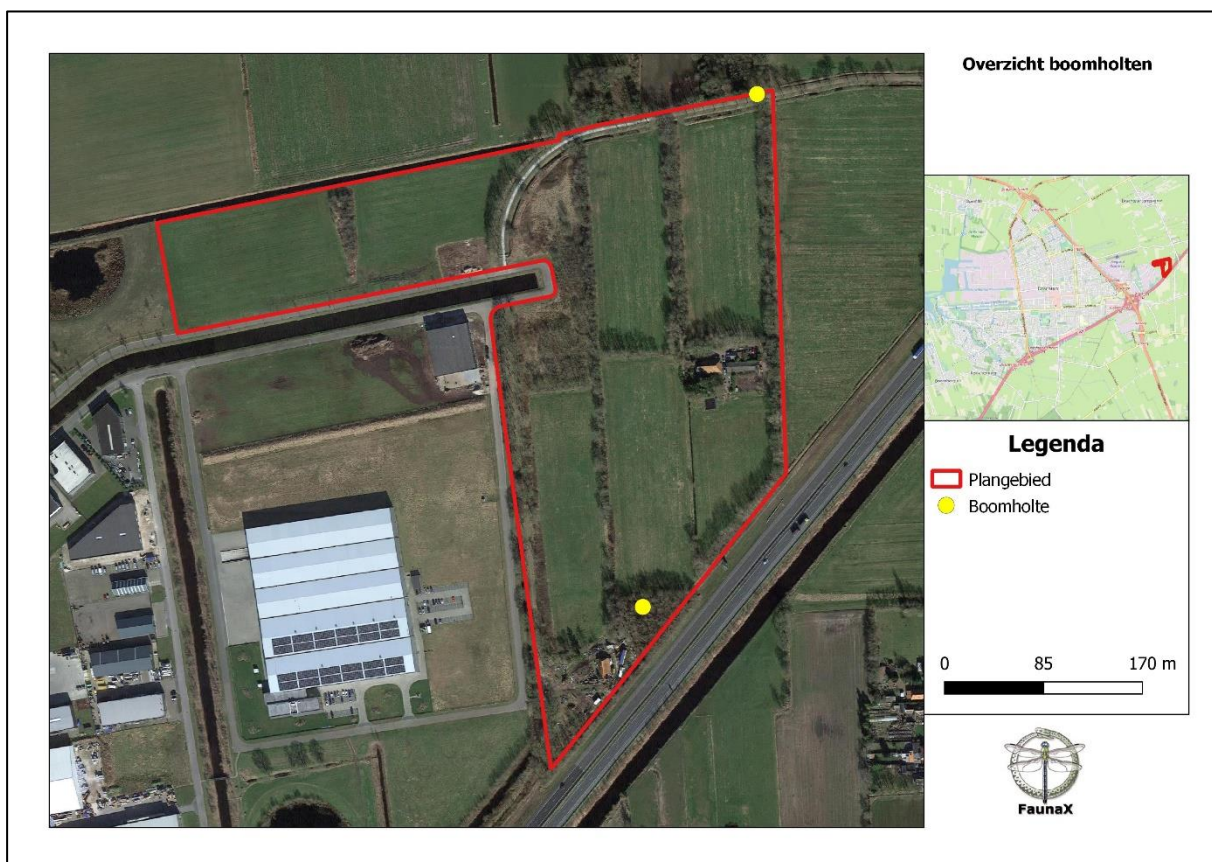 Overzicht boomholten
Legenda
Plangebied
Boomholte
0 85 170 m
FaunaX